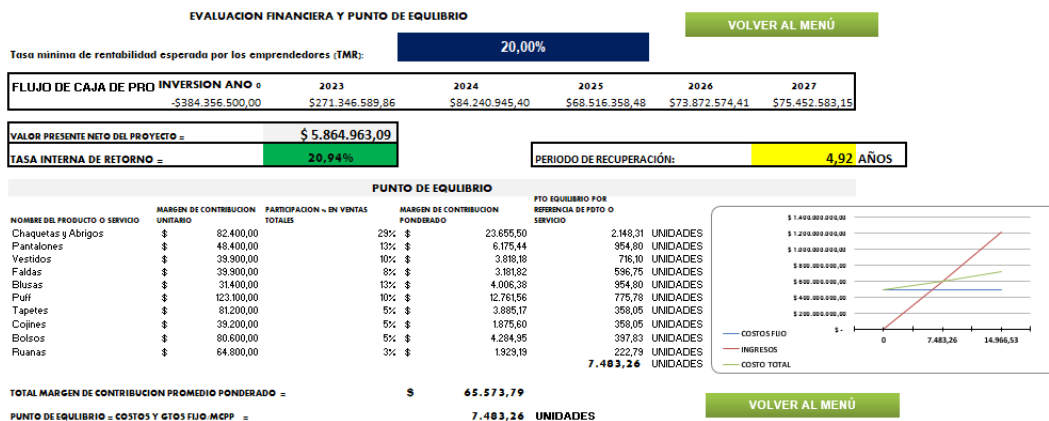 EVALUACION FINANCIERA Y PUNTO DE EQULIBRIO
VOLVER AL MENÚ
Tasa minima de rentabilidad esperada por los emprendedores (TMR):
20,00%
FLUJO DE CAJA DE PRO INVERSION ANO 0 2023 2024 2025 2026 2027
-$384.356.500,00 $271.346.589,86 $84.240.945,40 $68.516.358,48 $73.872.574,41 $75.452.583,15
VALOR PRESENTE NETO DEL PROYECTO = $ 5.864.963,09
TASA INTERNA DE RETORNO = 20,94%
PERIODO DE RECUPERACIÓN: 4,92 AÑOS
PUNTO DE EQULIBRIO
NOMBRE DEL PRODUCTO O SERVICIO MARGEN DE CONTRIBUCION UNITARIO PARTICIPACION % EN VENTAS TOTALES MARGEN DE CONTRIBUCION PONDERADO PTO EQUILIBRIO POR REFERENCIA DE PDTO O SERVICIO
Chaquetas y Abrigos $ 82.400,00 29% $ 23.655,50 2.148,31 UNIDADES
Pantalones $ 48.400,00 13% $ 6.175,44 954,80 UNIDADES
Vestidos $ 39.900,00 10% $ 3.818,18 716,10 UNIDADES
Faldas $ 39.900,00 8% $ 3.181,82 596,75 UNIDADES
Blusas $ 31.400,00 13% $ 4.006,38 954,80 UNIDADES
Puff $ 123.100,00 10% $ 12.761,56 775,78 UNIDADES
Tapetes $ 81.200,00 5% $ 3.885,17 358,05 UNIDADES
Cojines $ 39.200,00 5% $ 1.875,60 358,05 UNIDADES
Bolsos $ 80.600,00 5% $ 4.284,95 397,83 UNIDADES
Ruanas $ 64.800,00 3% $ 1.929,19 222,79 UNIDADES
7.483,26 UNIDADES
$ 1.400.000.000,00
$ 1.200.000.000,00
$ 1.000.000.000,00
$ 800.000.000,00
$ 600.000.000,00
$ 400.000.000,00
$ 200.000.000,00
$ -
0 7.483,26 14.966,53
COSTOS FIJO
INGRESOS
COSTO TOTAL
TOTAL MARGEN DE CONTRIBUCION PROMEDIO PONDERADO = $ 65.573,79
PUNTO DE EQULIBRIO = COSTOS Y GTOS FIJO/MCPP = 7.483,26 UNIDADES
VOLVER AL MENÚ